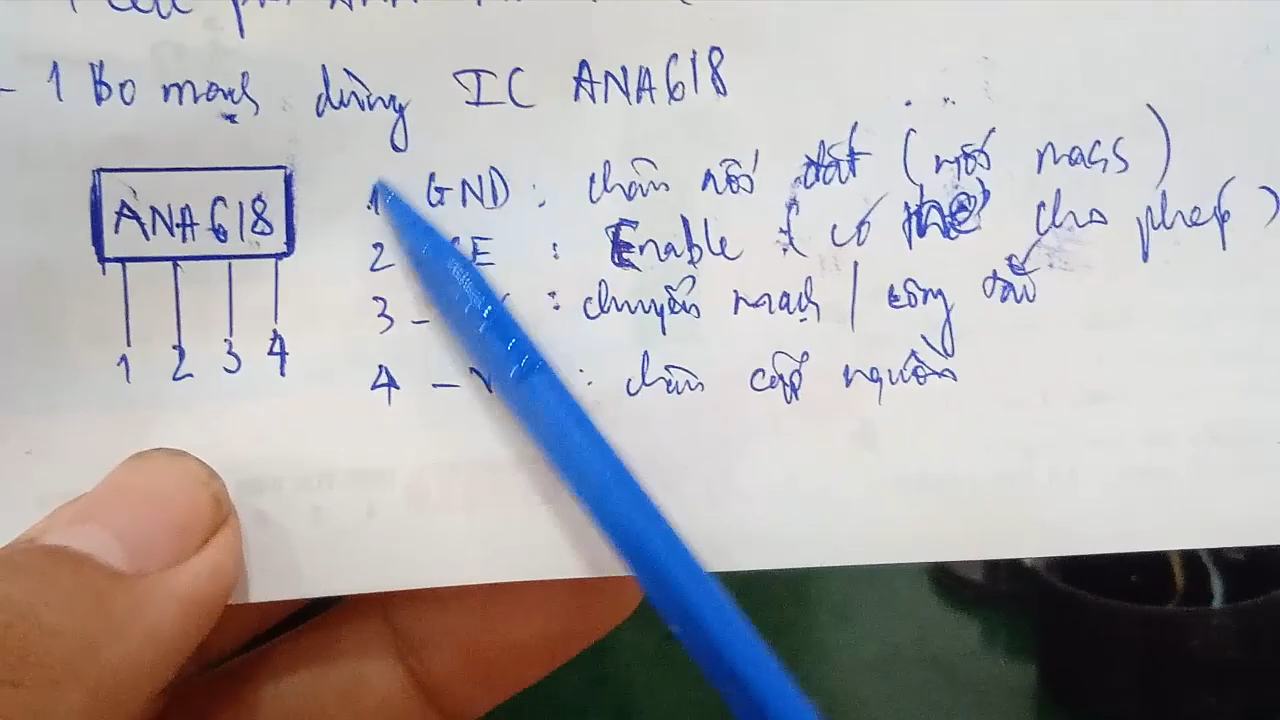 - 1 Bo mạch dùng IC ANA618
ANA618
1 2 3 4
1 GND : chân nối đất (nối mass)
2 E : Enable ( có thể cho phép)
3 - : chuyển mạch / công tắc
4 - V : chân cấp nguồn